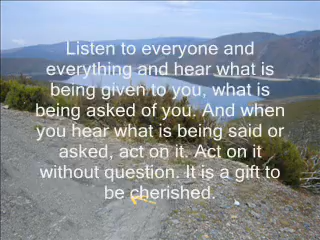 Listen to everyone and
everything and hear what is
being given to you, what is
being asked of you. And when
you hear what is being said or
asked, act on it. Act on it
without question. It is a gift to
be cherished.